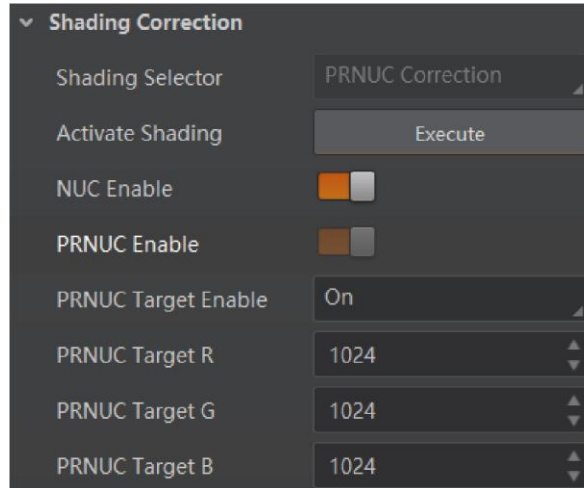 Shading Correction
Shading Selector PRNUC Correction
Activate Shading Execute
NUC Enable
PRNUC Enable
PRNUC Target Enable On
PRNUC Target R 1024
PRNUC Target G 1024
PRNUC Target B 1024